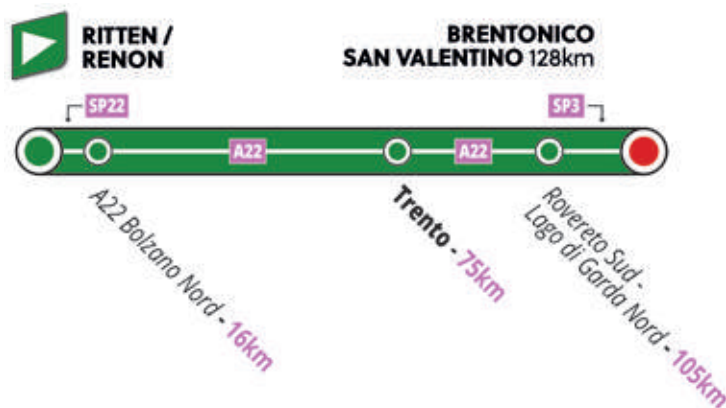 RITTEN /
RENON
BRENTONICO
SAN VALENTINO 128km
SP22
SP3
A22
A22
A22 Bolzano Nord - 16km
Trento - 75km
Rovereto Sud -
Lago di Garda Nord - 105km